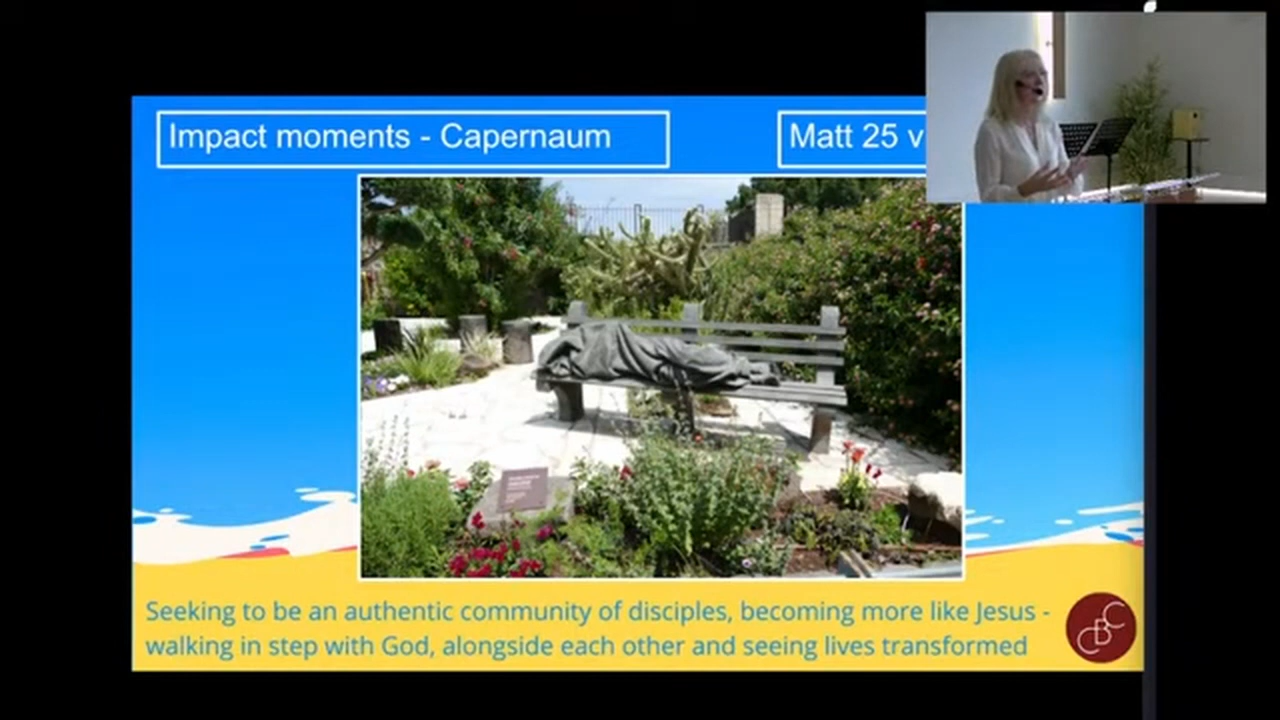 Impact moments - Capernaum
Matt 25 v
Seeking to be an authentic community of disciples, becoming more like Jesus -
walking in step with God, alongside each other and seeing lives transformed
CBC